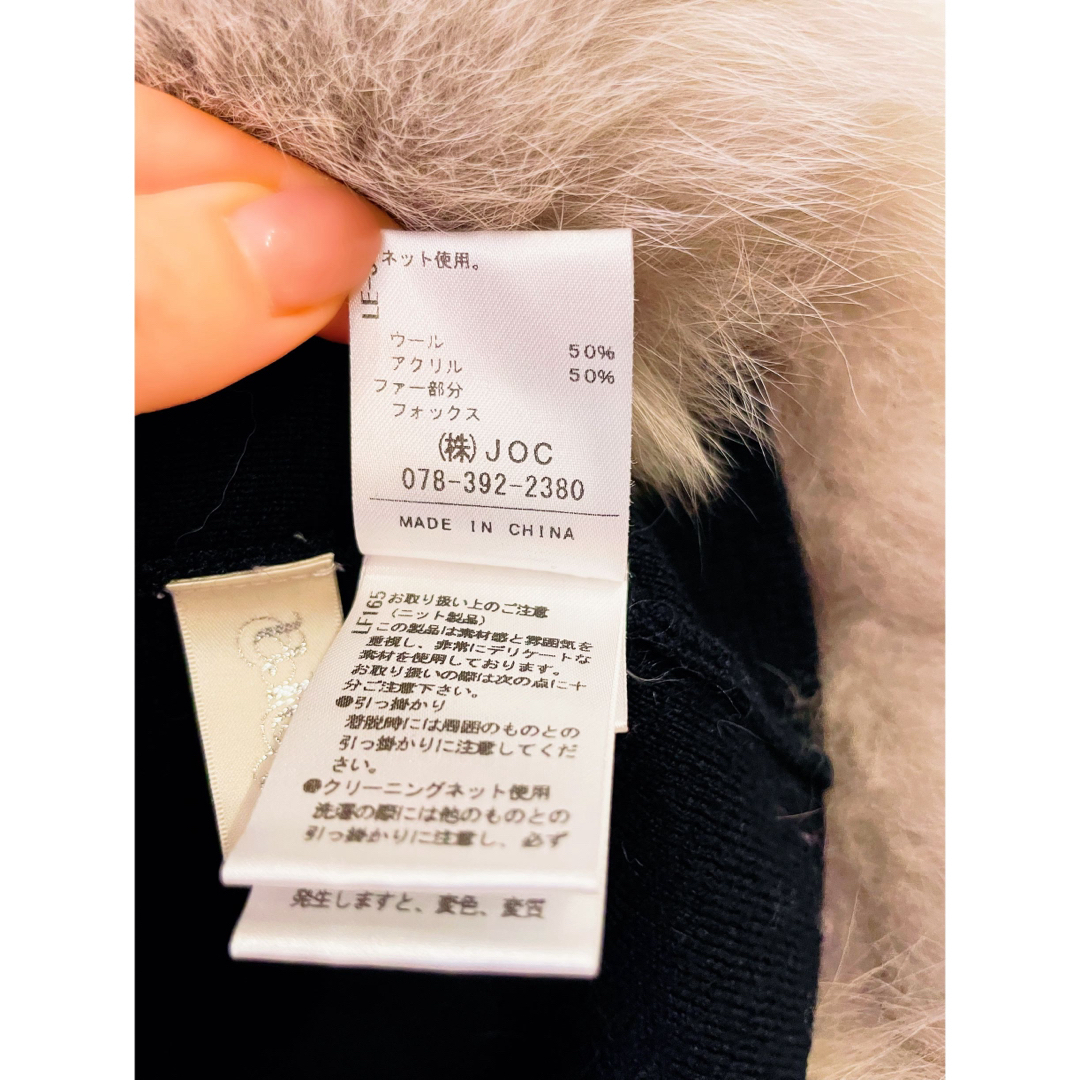 ネット使用。
ウール 50%
アクリル 50%
ファー部分
フォックス
(株)JOC
078-392-2380
MADE IN CHINA
LF165
お取り扱い上のご注意
(ニット製品)
この製品は素材感と雰囲気を
重視し、非常にデリケートな
素材を使用しております。
お取り扱いの際は次の点に十
分ご注意下さい。
●引っ掛かり
着脱時には周囲のものとの
引っ掛かりに注意してくだ
さい。
●クリーニングネット使用
洗濯の際には他のものとの
引っ掛かりに注意し、必ず
発生しますと、変色、変質